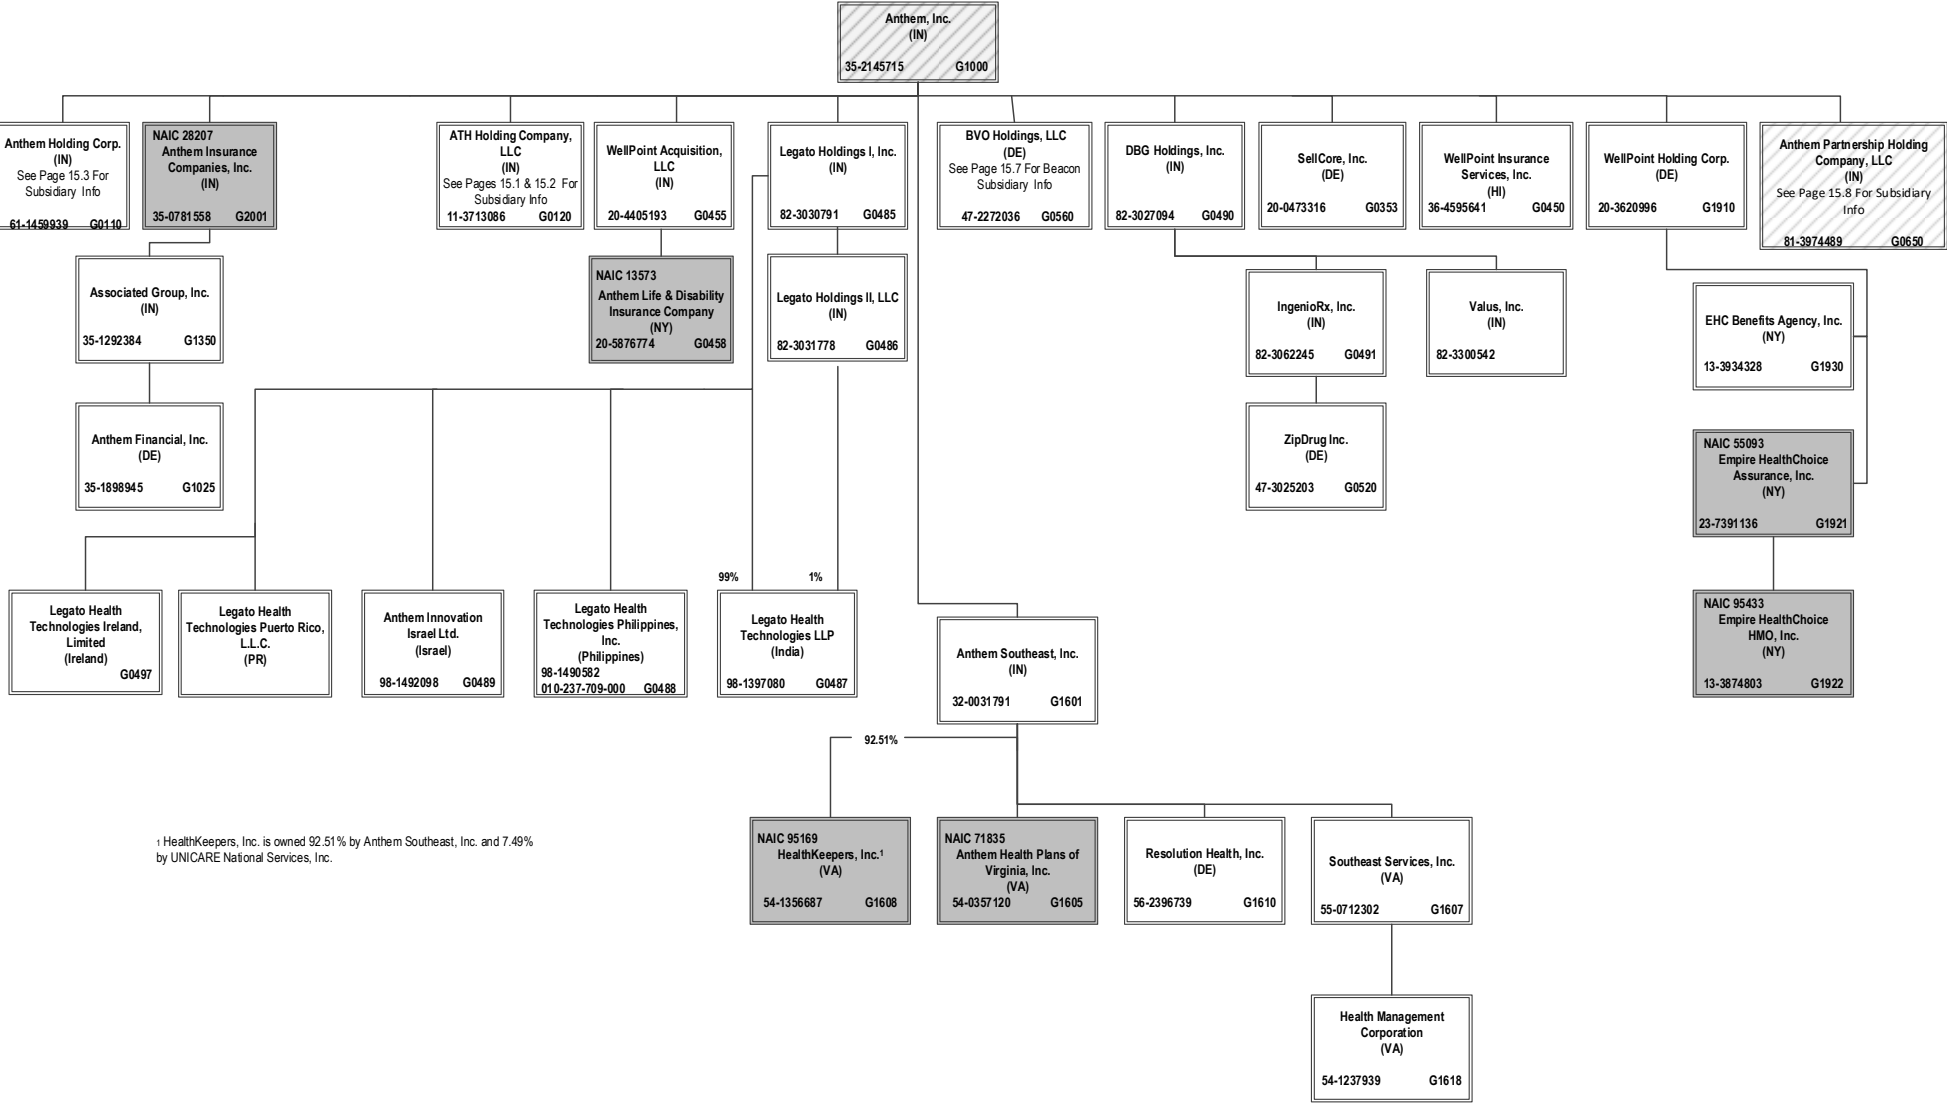 Anthem, Inc.
(IN)
35-2145715 G1000
Anthem Holding Corp.
(IN)
See Page 15.3 For
Subsidiary Info
61-1459939 G0110
NAIC 28207
Anthem Insurance
Companies, Inc.
(IN)
35-0781558 G2001
ATH Holding Company,
LLC
(IN)
See Pages 15.1 & 15.2 For
Subsidiary Info
11-3713086 G0120
WellPoint Acquisition,
LLC
(IN)
20-4405193 G0455
Legato Holdings I, Inc.
(IN)
82-3030791 G0485
BVO Holdings, LLC
(DE)
See Page 15.7 For Beacon
Subsidiary Info
47-2272036 G0560
DBG Holdings, Inc.
(IN)
82-3027094 G0490
SellCore, Inc.
(DE)
20-0473316 G0353
WellPoint Insurance
Services, Inc.
(HI)
36-4595641 G0450
WellPoint Holding Corp.
(DE)
20-3620996 G1910
Anthem Partnership Holding
Company, LLC
(IN)
See Page 15.8 For Subsidiary
Info
81-3974489 G0650
Associated Group, Inc.
(IN)
35-1292384 G1350
NAIC 13573
Anthem Life & Disability
Insurance Company
(NY)
20-5876774 G0458
Legato Holdings II, LLC
(IN)
82-3031778 G0486
IngenioRx, Inc.
(IN)
82-3062245 G0491
Valus, Inc.
(IN)
82-3300542
EHC Benefits Agency, Inc.
(NY)
13-3934328 G1930
Anthem Financial, Inc.
(DE)
35-1898945 G1025
ZipDrug Inc.
(DE)
47-3025203 G0520
NAIC 55093
Empire HealthChoice
Assurance, Inc.
(NY)
23-7391136 G1921
99% 1%
Legato Health
Technologies Ireland,
Limited
(Ireland)
G0497
Legato Health
Technologies Puerto Rico,
L.L.C.
(PR)
Anthem Innovation
Israel Ltd.
(Israel)
98-1492098 G0489
Legato Health
Technologies Philippines,
Inc.
(Philippines)
98-1490582
010-237-709-000 G0488
Legato Health
Technologies LLP
(India)
98-1397080 G0487
Anthem Southeast, Inc.
(IN)
32-0031791 G1601
NAIC 95433
Empire HealthChoice
HMO, Inc.
(NY)
13-3874803 G1922
92.51%
1 HealthKeepers, Inc. is owned 92.51% by Anthem Southeast, Inc. and 7.49%
by UNICARE National Services, Inc.
NAIC 95169
HealthKeepers, Inc.¹
(VA)
54-1356687 G1608
NAIC 71835
Anthem Health Plans of
Virginia, Inc.
(VA)
54-0357120 G1605
Resolution Health, Inc.
(DE)
56-2396739 G1610
Southeast Services, Inc.
(VA)
55-0712302 G1607
Health Management
Corporation
(VA)
54-1237939 G1618